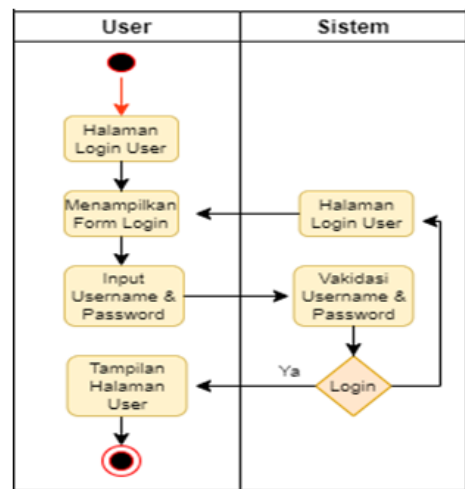 User
Sistem
Halaman
Login User
Menampilkan
Form Login
Halaman
Login User
Input
Username &
Password
Vakidasi
Username &
Password
Tampilan
Halaman
User
Ya
Login